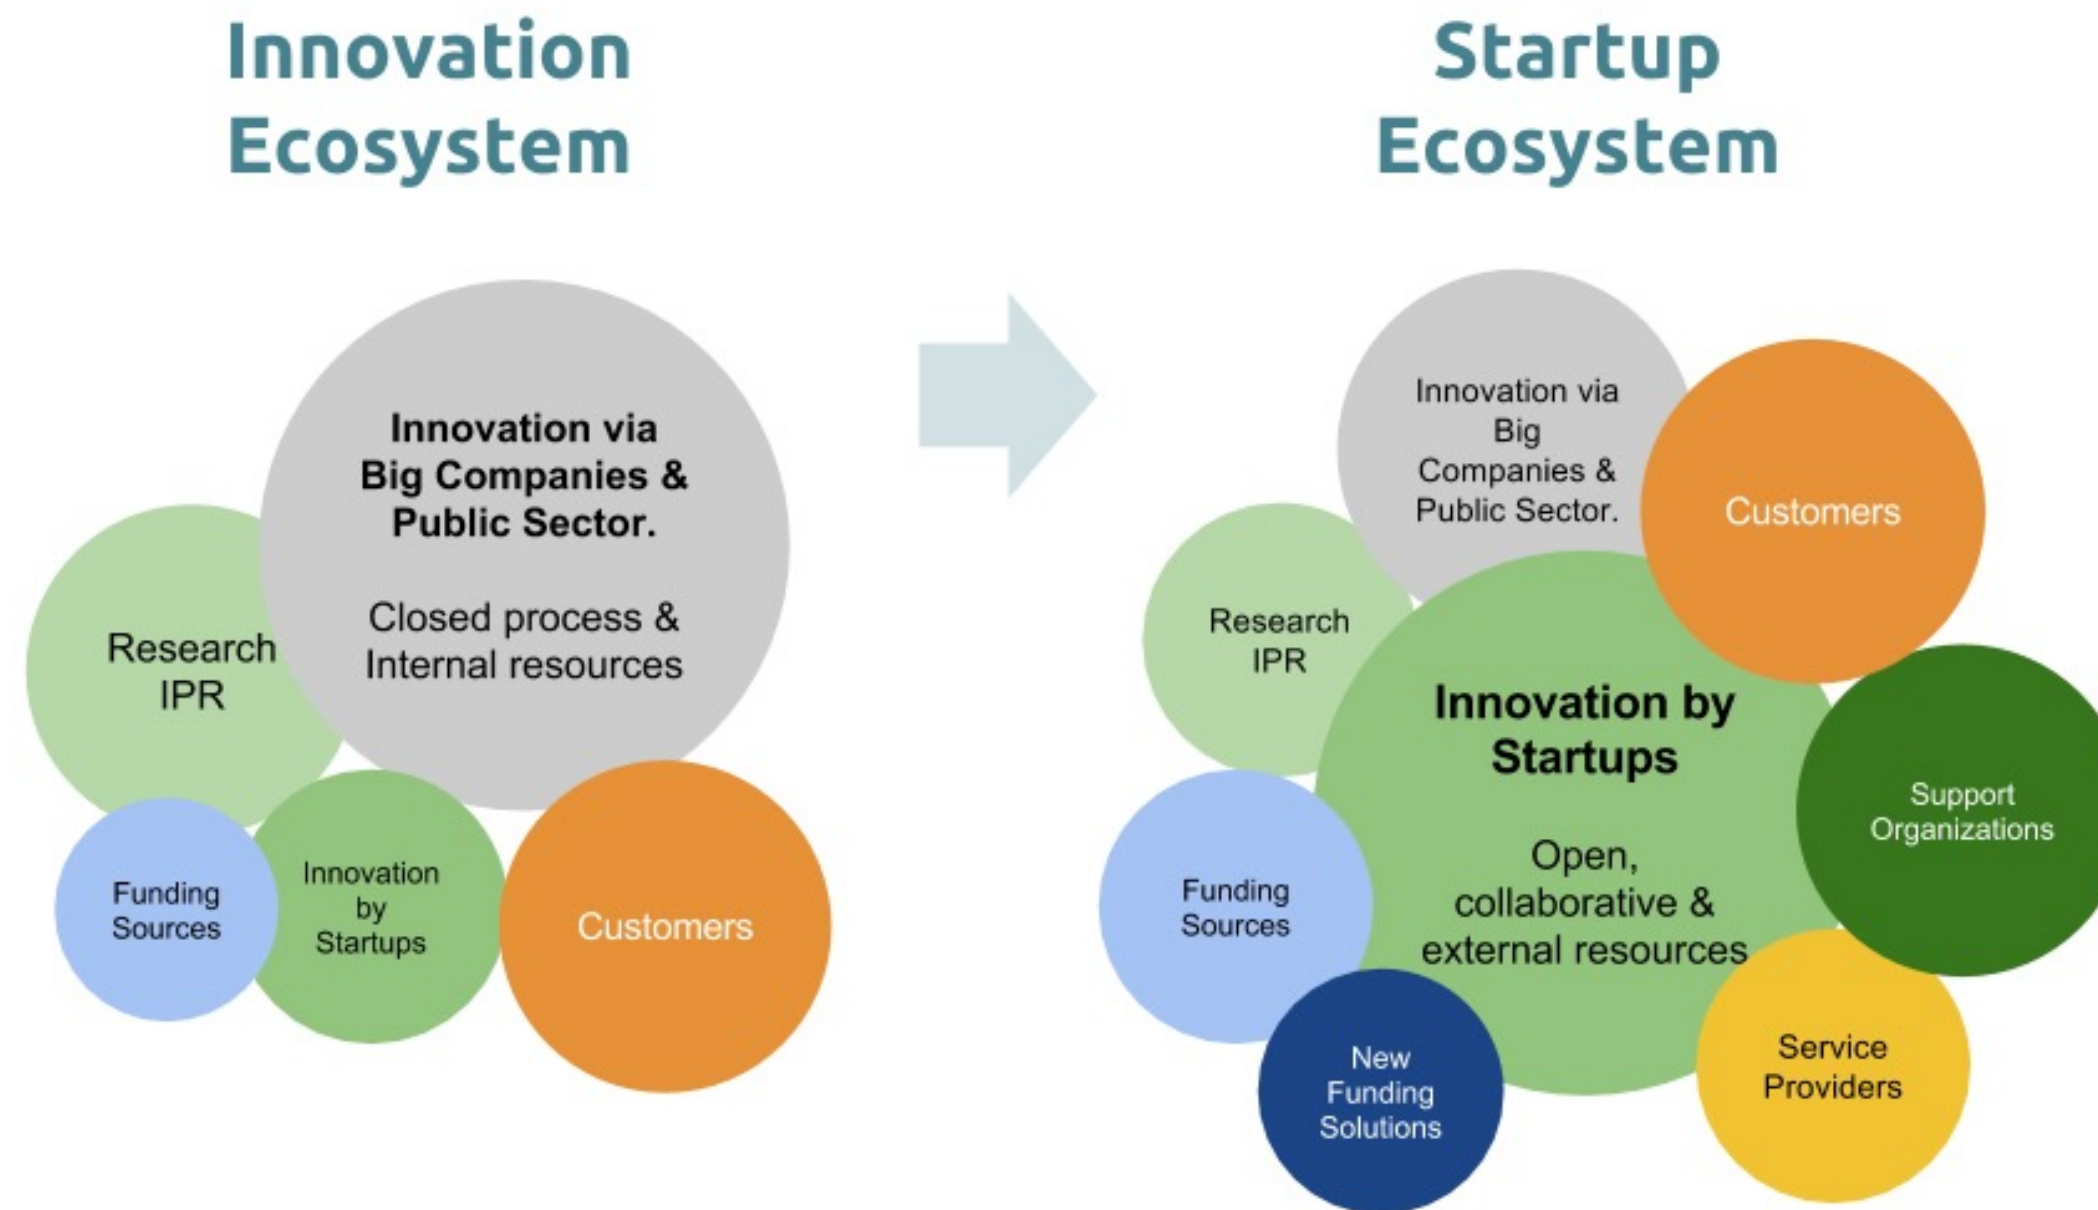 Innovation
Ecosystem
Innovation via
Big Companies &
Public Sector.
Closed process &
Internal resources
Research
IPR
Funding
Sources
Innovation
by
Startups
Customers
Startup
Ecosystem
Innovation via
Big
Companies &
Public Sector.
Customers
Research
IPR
Innovation by
Startups
Open,
collaborative &
external resources
Support
Organizations
Funding
Sources
New
Funding
Solutions
Service
Providers